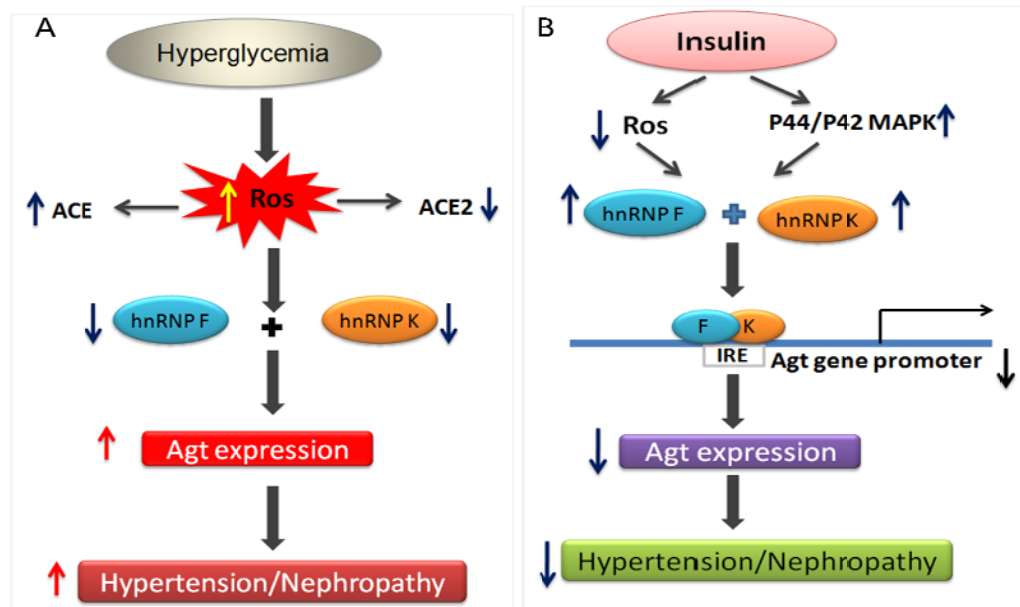 A
Hyperglycemia
Ros
ACE
ACE2
hnRNP F
hnRNP K
Agt expression
Hypertension/Nephropathy
B
Insulin
Ros
P44/P42 MAPK
hnRNP F
hnRNP K
F
K
IRE
Agt gene promoter
Agt expression
Hypertension/Nephropathy